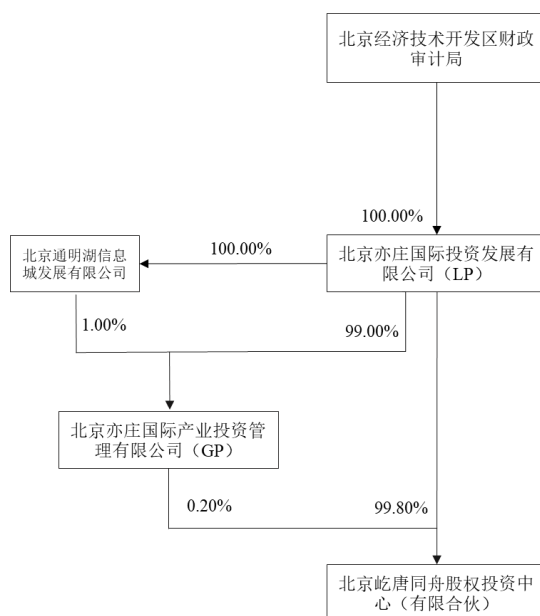 北京经济技术开发区财政
审计局
100.00%
北京通明湖信息
城发展有限公司
100.00%
北京亦庄国际投资发展有
限公司（LP）
1.00%
99.00%
北京亦庄国际产业投资管
理有限公司（GP）
0.20%
99.80%
北京屹唐同舟股权投资中
心（有限合伙）